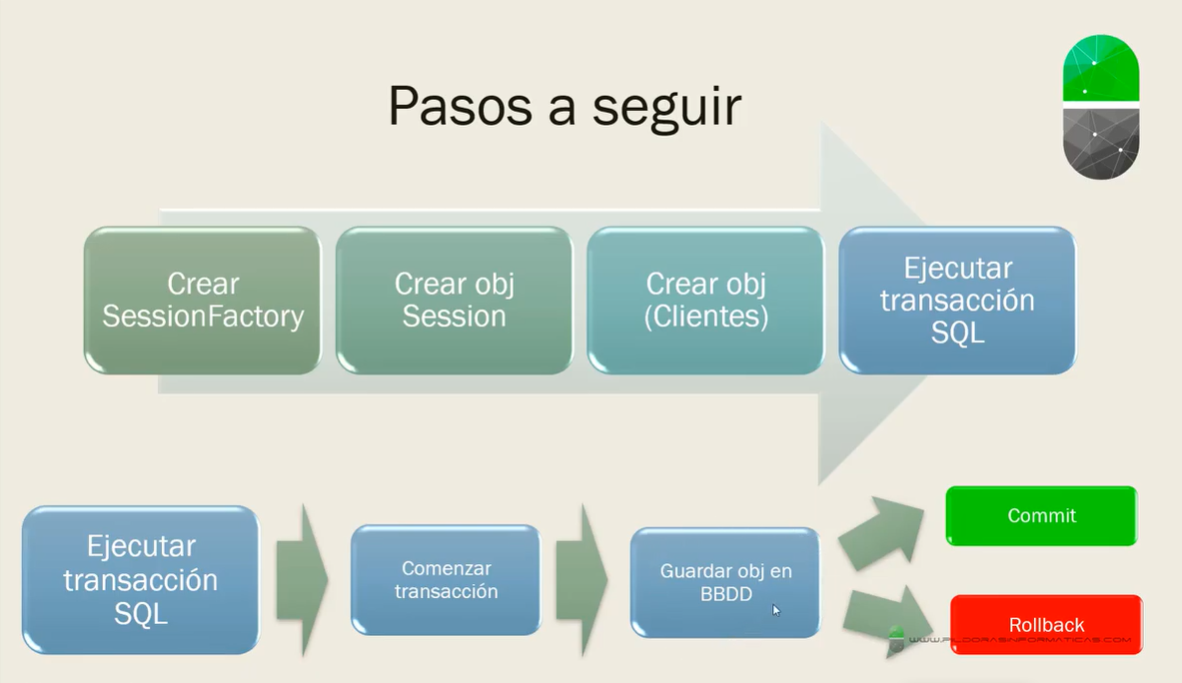 Pasos a seguir
Crear
SessionFactory
Crear obj
Session
Crear obj
(Clientes)
Ejecutar
transacción
SQL
Ejecutar
transacción
SQL
Comenzar
transacción
Guardar obj en
BBDD
Commit
Rollback
WWW.PILDORASINFORMATICAS.COM